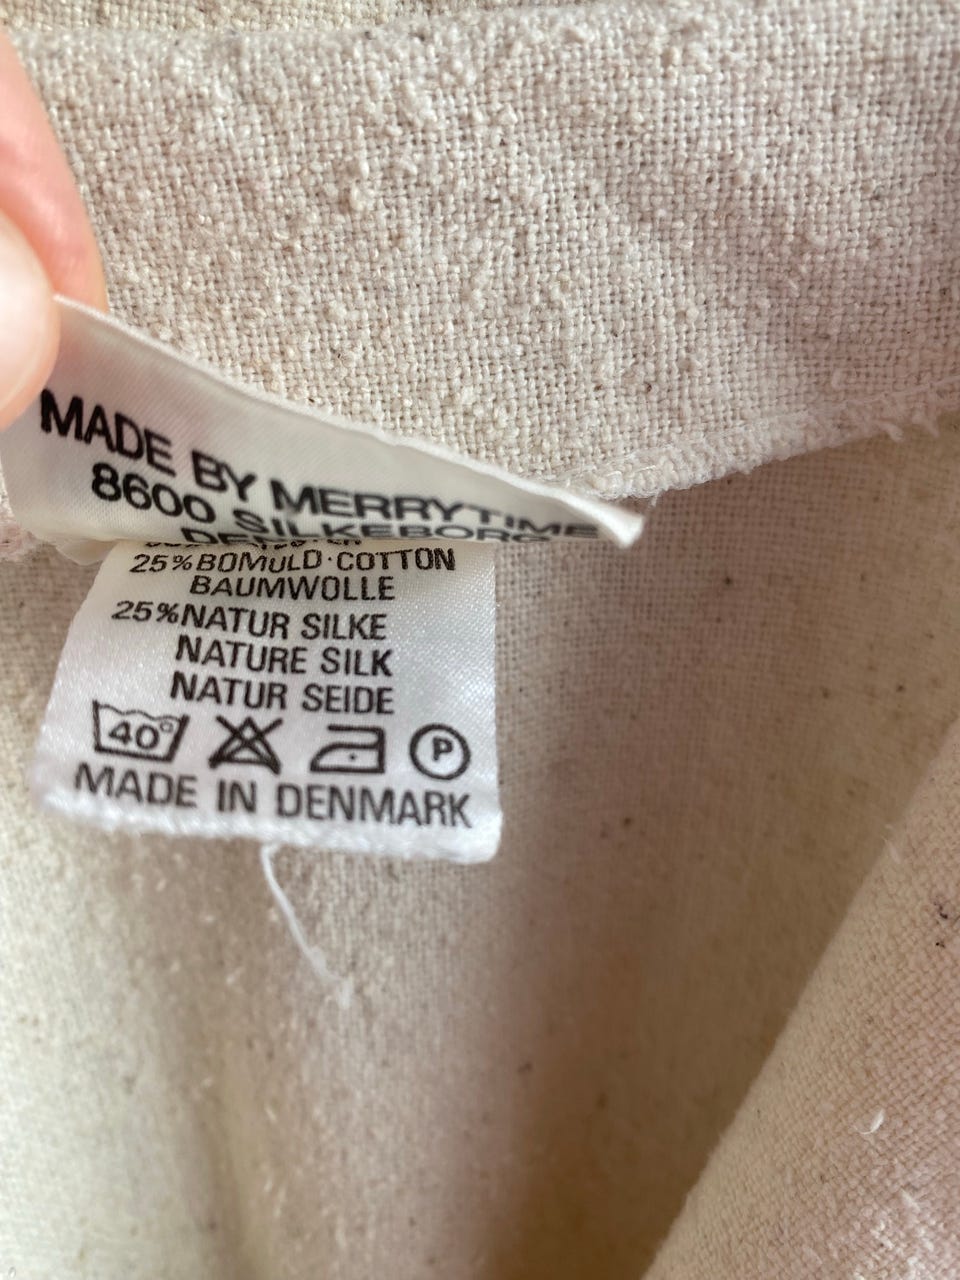 MADE BY MERRYTIME
8600 SILKEBORG
25% BOMULD·COTTON
BAUMWOLLE
25% NATUR SILKE
NATURE SILK
NATUR SEIDE
40° P
MADE IN DENMARK